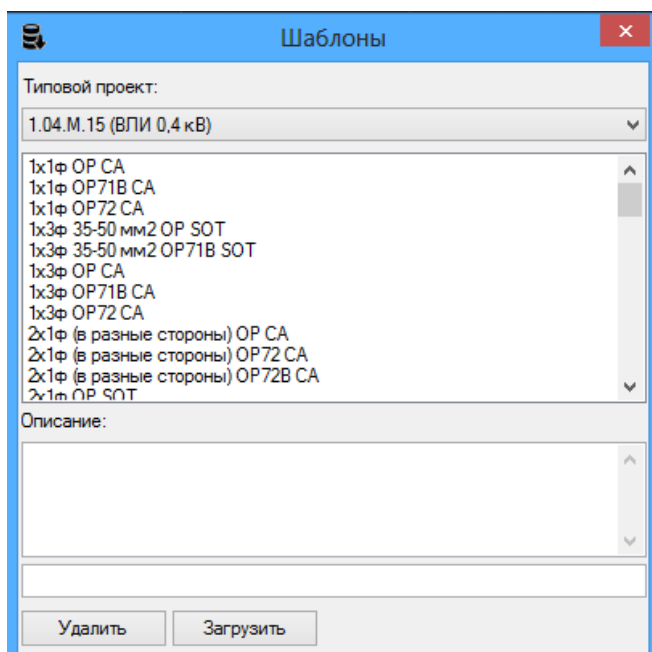 Шаблоны
Типовой проект:
1.04.М.15 (ВЛИ 0,4 кВ)
1х1ф ОР СА
1х1ф ОР71В СА
1х1ф ОР72 СА
1х3ф 35-50 мм2 ОР SOT
1х3ф 35-50 мм2 ОР71В SOT
1х3ф ОР СА
1х3ф ОР71В СА
1х3ф ОР72 СА
2х1ф (в разные стороны) ОР СА
2х1ф (в разные стороны) ОР72 СА
2х1ф (в разные стороны) ОР72В СА
2х1ф ОР SOT
Описание:
Удалить Загрузить